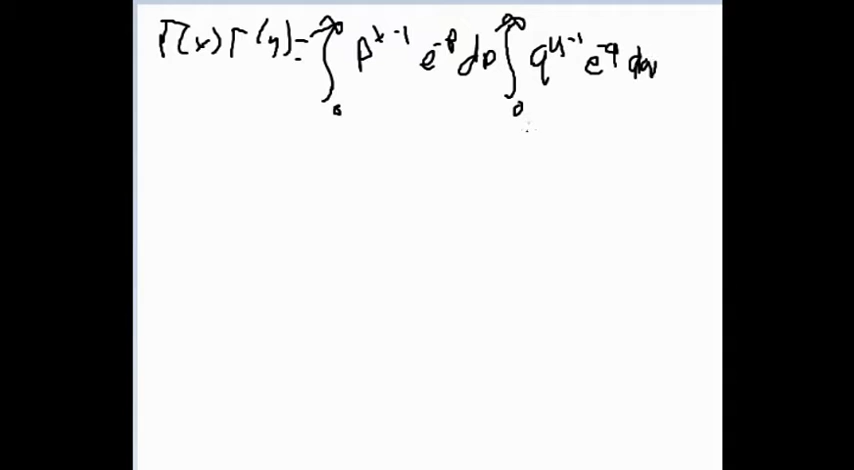 Γ(x)Γ(y) = ∫₀^∞ p^{x-1} e^{-p} dp ∫₀^∞ q^{y-1} e^{-q} dq